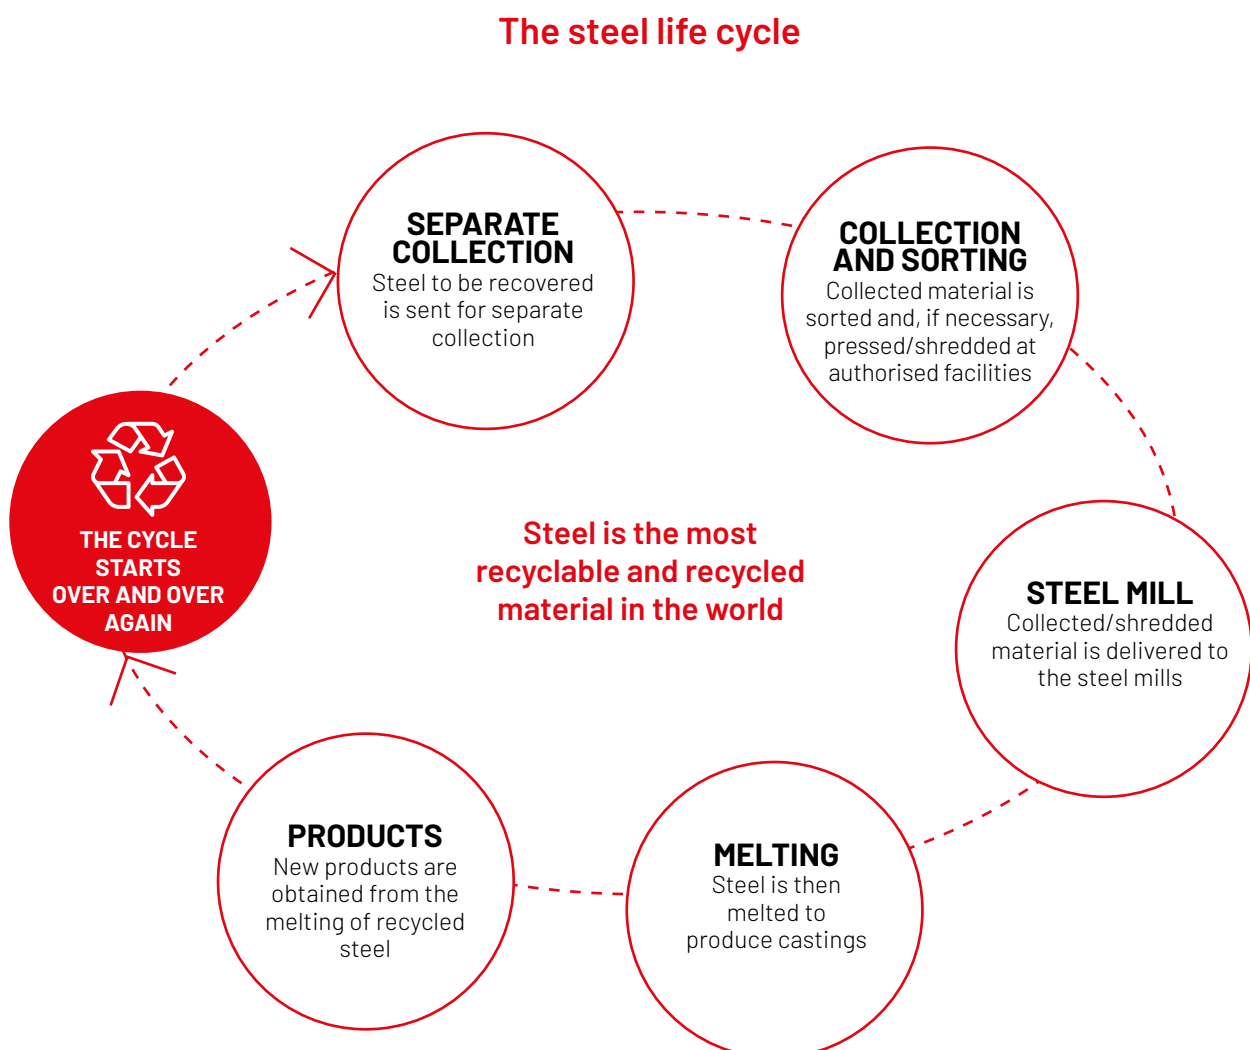 The steel life cycle
SEPARATE
COLLECTION
Steel to be recovered
is sent for separate
collection
COLLECTION
AND SORTING
Collected material is
sorted and, if necessary,
pressed/shredded at
authorised facilities
STEEL MILL
Collected/shredded
material is delivered to
the steel mills
MELTING
Steel is then
melted to
produce castings
PRODUCTS
New products are
obtained from the
melting of recycled
steel
THE CYCLE
STARTS
OVER AND OVER
AGAIN
Steel is the most
recyclable and recycled
material in the world